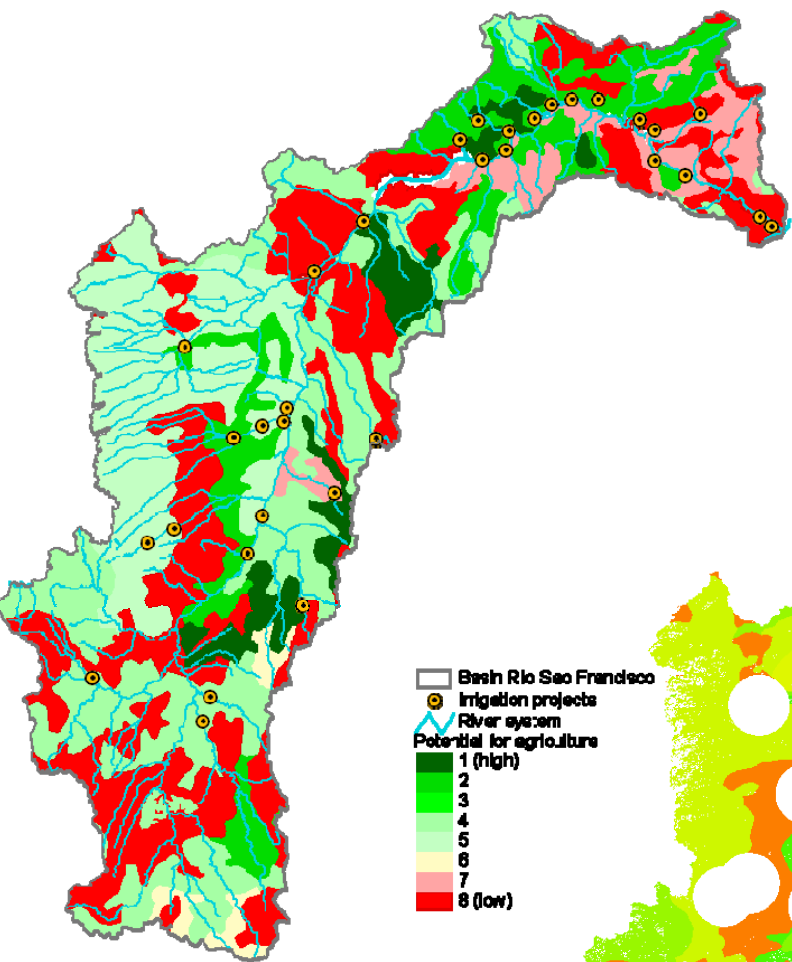 Basin Rio Sao Francisco
Irrigation projects
River system
Potential for agriculture
1 (high)
2
3
4
5
6
7
8 (low)